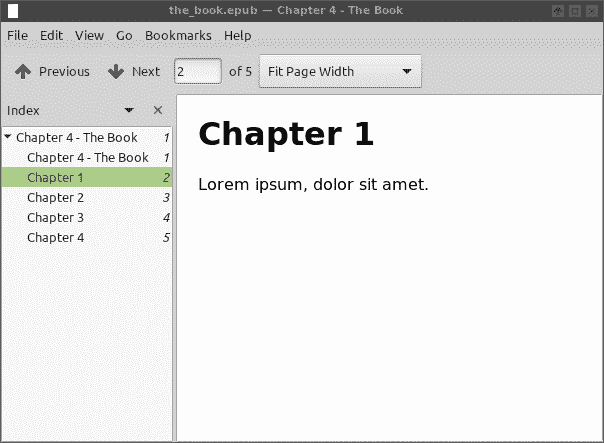 the_book.epub — Chapter 4 - The Book
File Edit View Go Bookmarks Help
Previous Next 2 of 5 Fit Page Width
Index
Chapter 4 - The Book 1
Chapter 4 - The Book 1
Chapter 1 2
Chapter 2 3
Chapter 3 4
Chapter 4 5
Chapter 1
Lorem ipsum, dolor sit amet.